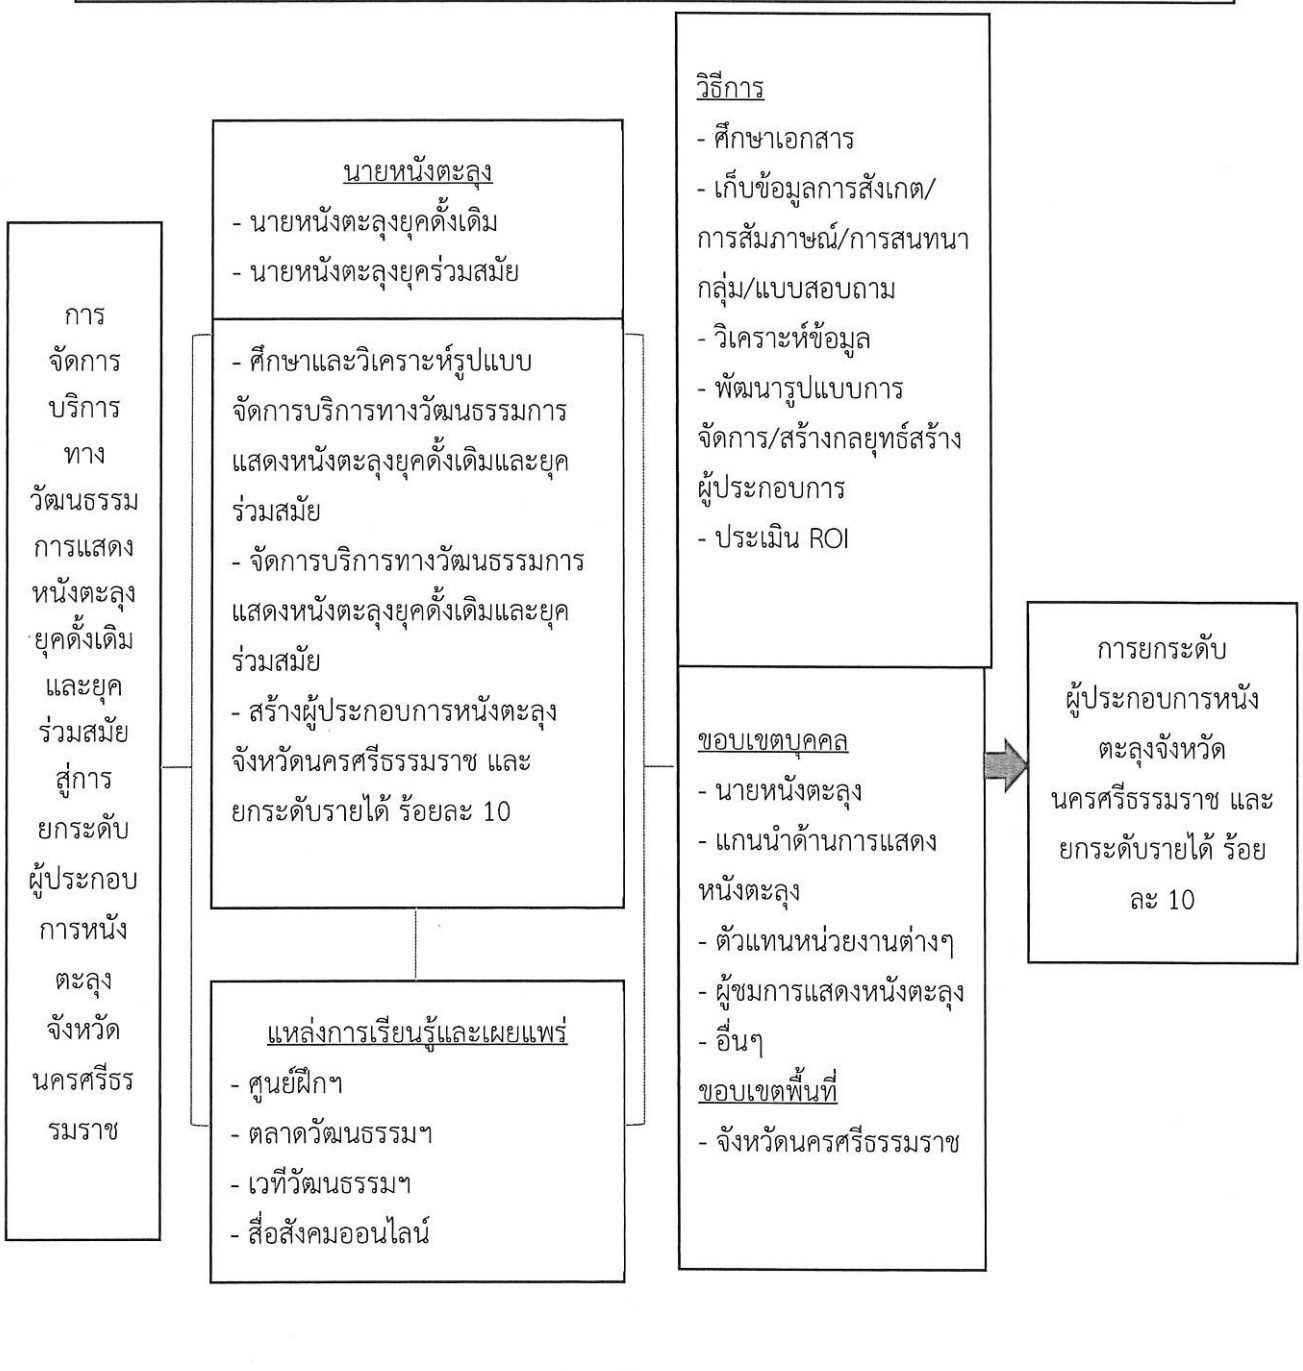 การ
จัดการ
บริการ
ทาง
วัฒนธรรม
การแสดง
หนังตะลุง
ยุคดั้งเดิม
และยุค
ร่วมสมัย
สู่การ
ยกระดับ
ผู้ประกอบ
การหนัง
ตะลุง
จังหวัด
นครศรีธร
รมราช
นายหนังตะลุง
- นายหนังตะลุงยุคดั้งเดิม
- นายหนังตะลุงยุคร่วมสมัย
- ศึกษาและวิเคราะห์รูปแบบ
จัดการบริการทางวัฒนธรรมการ
แสดงหนังตะลุงยุคดั้งเดิมและยุค
ร่วมสมัย
- จัดการบริการทางวัฒนธรรมการ
แสดงหนังตะลุงยุคดั้งเดิมและยุค
ร่วมสมัย
- สร้างผู้ประกอบการหนังตะลุง
จังหวัดนครศรีธรรมราช และ
ยกระดับรายได้ ร้อยละ 10
แหล่งการเรียนรู้และเผยแพร่
- ศูนย์ฝึกฯ
- ตลาดวัฒนธรรมฯ
- เวทีวัฒนธรรมฯ
- สื่อสังคมออนไลน์
วิธีการ
- ศึกษาเอกสาร
- เก็บข้อมูลการสังเกต/
การสัมภาษณ์/การสนทนา
กลุ่ม/แบบสอบถาม
- วิเคราะห์ข้อมูล
- พัฒนารูปแบบการ
จัดการ/สร้างกลยุทธ์สร้าง
ผู้ประกอบการ
- ประเมิน ROI
ขอบเขตบุคคล
- นายหนังตะลุง
- แกนนำด้านการแสดง
หนังตะลุง
- ตัวแทนหน่วยงานต่างๆ
- ผู้ชมการแสดงหนังตะลุง
- อื่นๆ
ขอบเขตพื้นที่
- จังหวัดนครศรีธรรมราช
การยกระดับ
ผู้ประกอบการหนัง
ตะลุงจังหวัด
นครศรีธรรมราช และ
ยกระดับรายได้ ร้อย
ละ 10